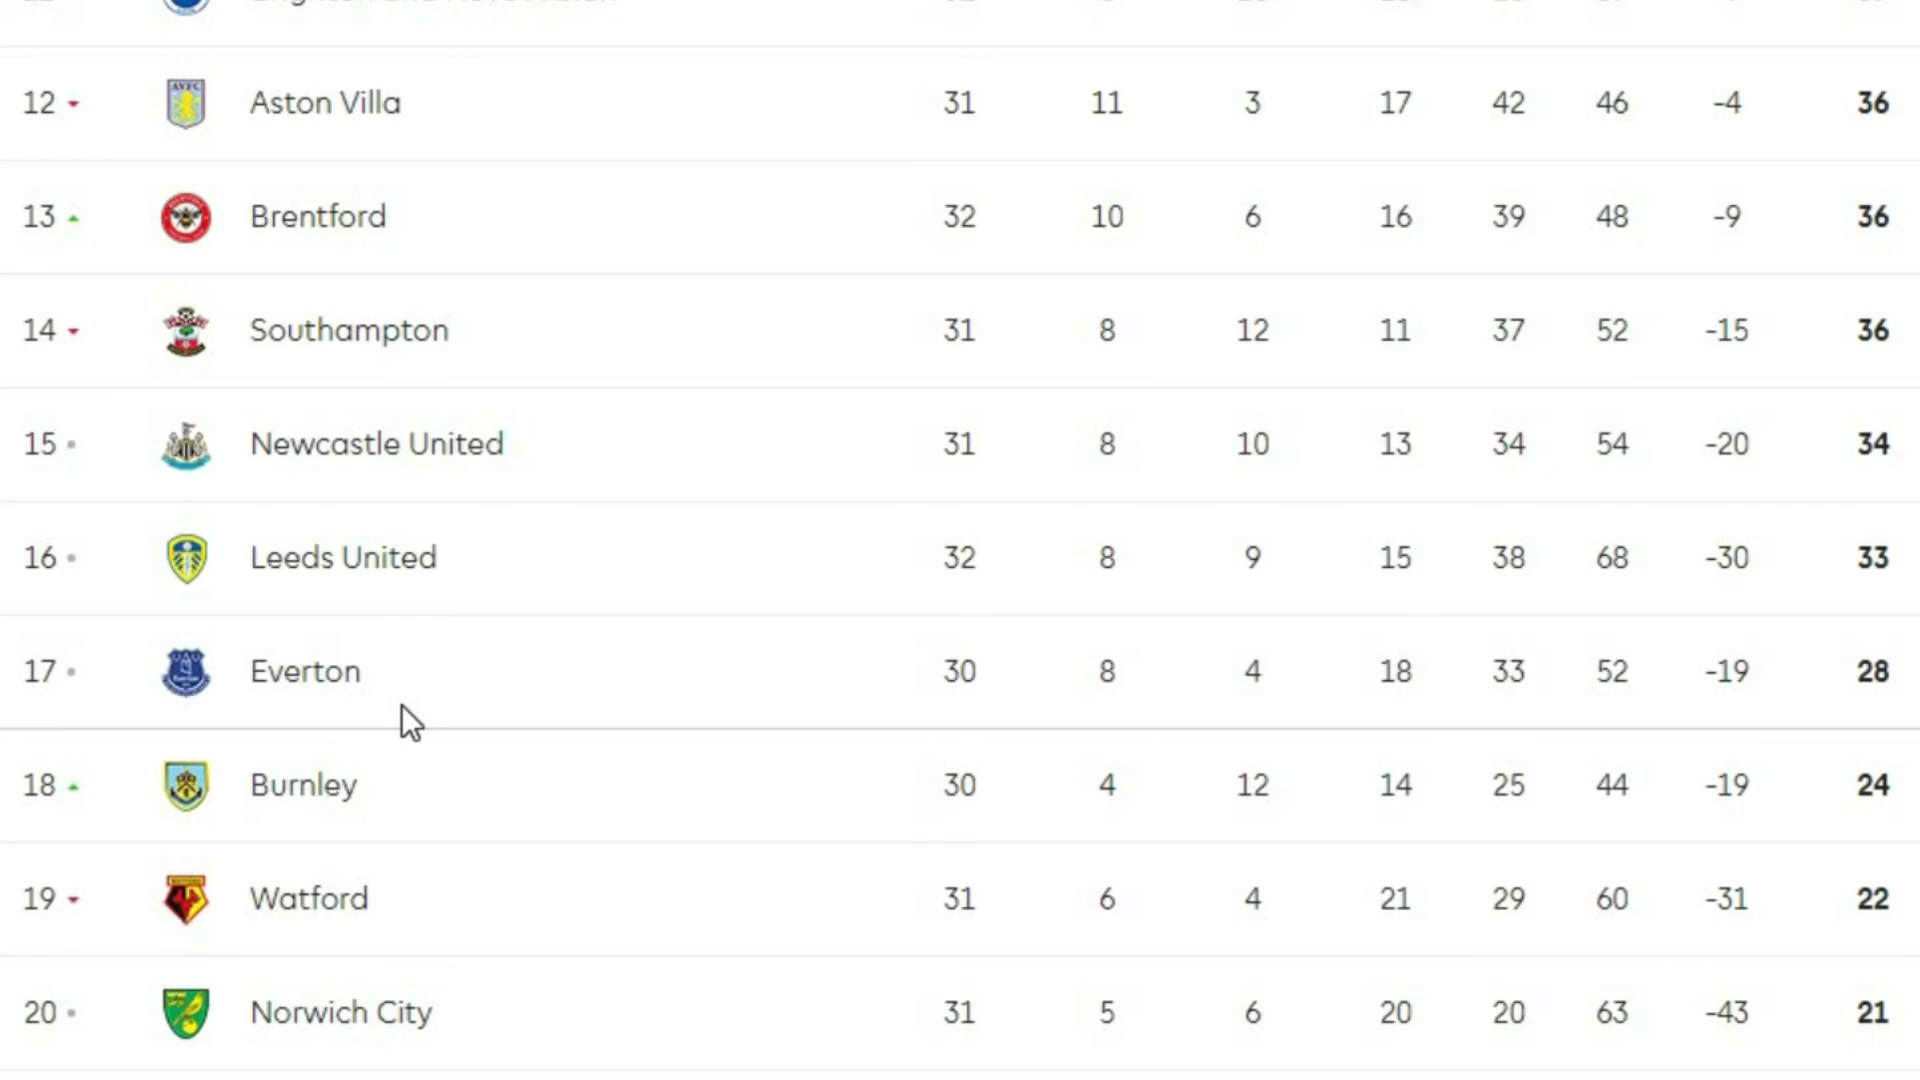 12 Aston Villa 31 11 3 17 42 46 -4 36
13 Brentford 32 10 6 16 39 48 -9 36
14 Southampton 31 8 12 11 37 52 -15 36
15 Newcastle United 31 8 10 13 34 54 -20 34
16 Leeds United 32 8 9 15 38 68 -30 33
17 Everton 30 8 4 18 33 52 -19 28
18 Burnley 30 4 12 14 25 44 -19 24
19 Watford 31 6 4 21 29 60 -31 22
20 Norwich City 31 5 6 20 20 63 -43 21